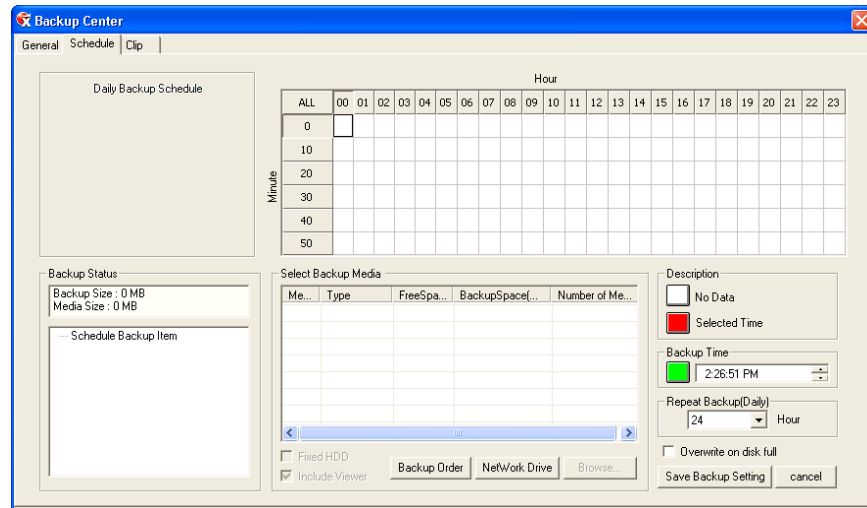 Backup Center
General Schedule Clip
Daily Backup Schedule
Hour
ALL 00 01 02 03 04 05 06 07 08 09 10 11 12 13 14 15 16 17 18 19 20 21 22 23
Minute
0
10
20
30
40
50
Backup Status
Backup Size : 0 MB
Media Size : 0 MB
Schedule Backup Item
Select Backup Media
Me... Type FreeSpa... BackupSpace(... Number of Me...
Fixed HDD
Include Viewer
Backup Order NetWork Drive Browse...
Description
No Data
Selected Time
Backup Time
2:26:51 PM
Repeat Backup(Daily)
24 Hour
Overwrite on disk full
Save Backup Setting cancel